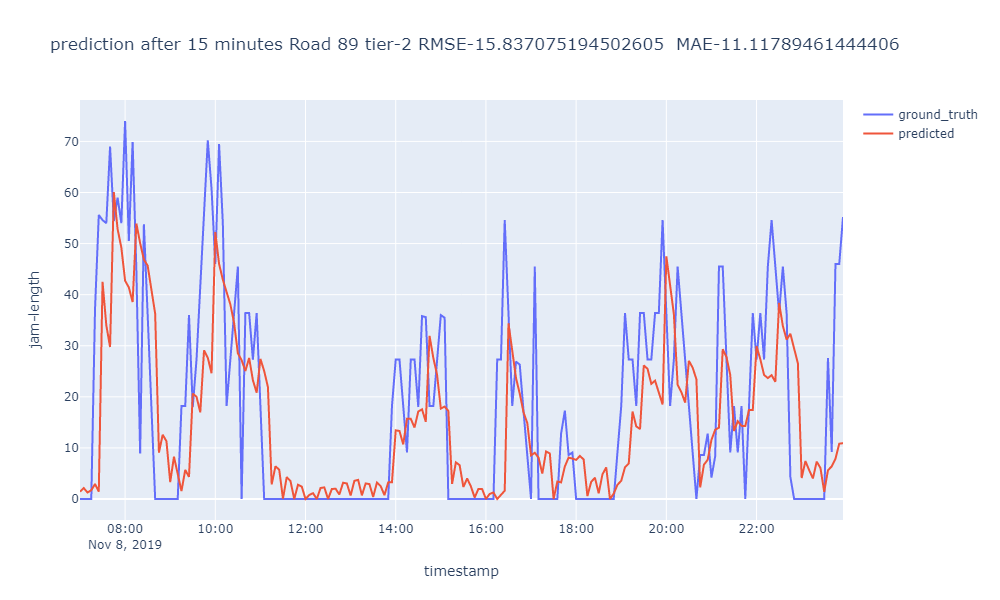 prediction after 15 minutes Road 89 tier-2 RMSE-15.837075194502605  MAE-11.11789461444406
ground_truth
predicted
jam-length
70
60
50
40
30
20
10
0
08:00 10:00 12:00 14:00 16:00 18:00 20:00 22:00
Nov 8, 2019
timestamp